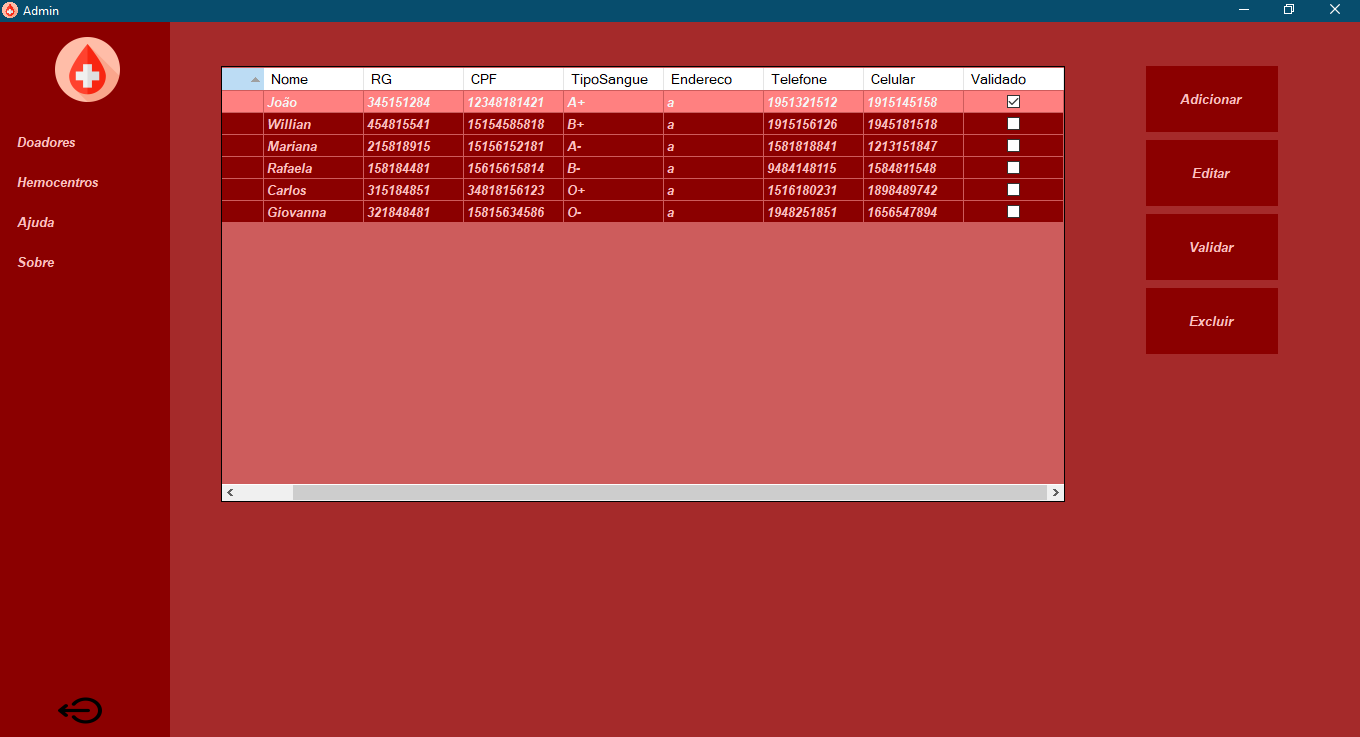 Admin
Doadores
Hemocentros
Ajuda
Sobre
Nome RG CPF TipoSangue Endereco Telefone Celular Validado
João 345151284 12348181421 A+ a 1951321512 1915145158
Willian 454815541 15154585818 B+ a 1915156126 1945181518
Mariana 215818915 15156152181 A- a 1581818841 1213151847
Rafaela 158184481 15615615814 B- a 9484148115 1584811548
Carlos 315184851 34818156123 O+ a 1516180231 1898489742
Giovanna 321848481 15815634586 O- a 1948251851 1656547894
Adicionar
Editar
Validar
Excluir